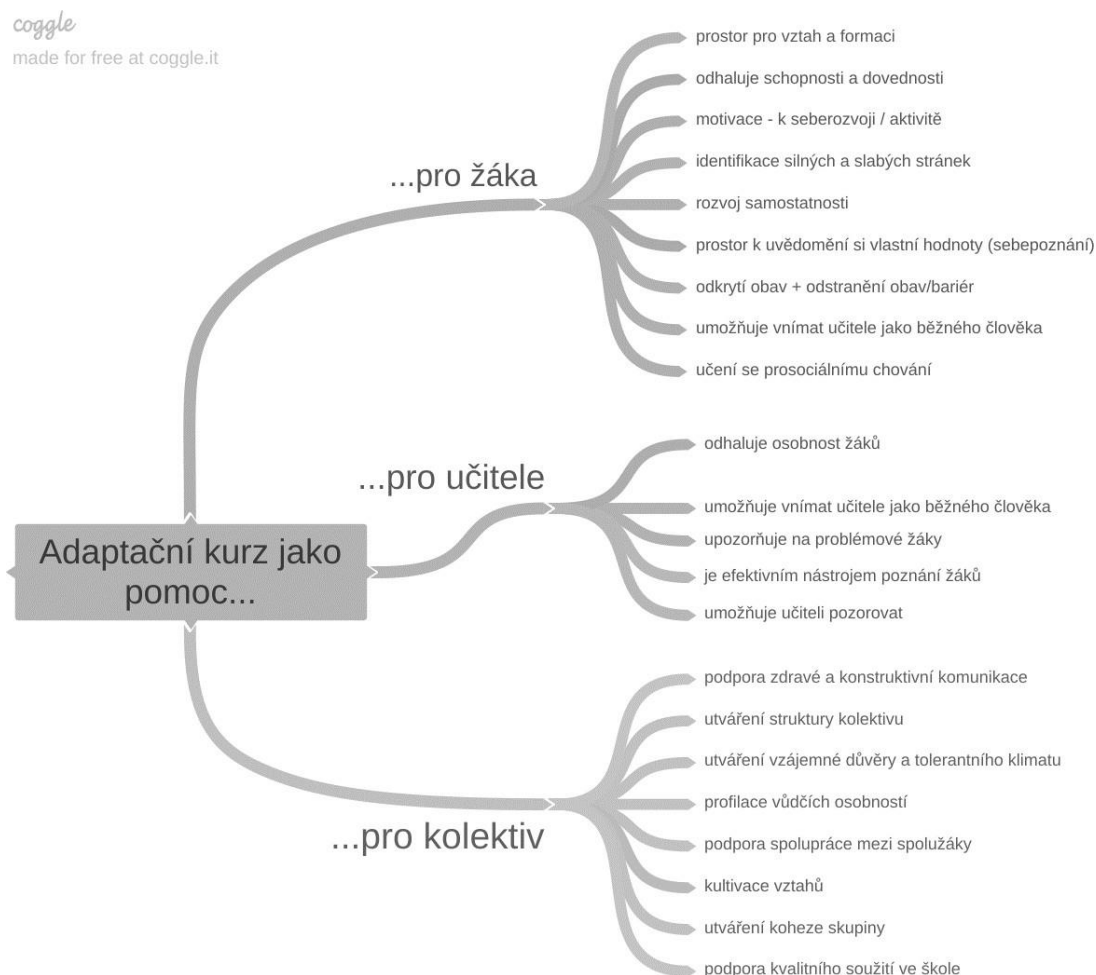 coggle
made for free at coggle.it
Adaptační kurz jako
pomoc...
...pro žáka
prostor pro vztah a formaci
odhaluje schopnosti a dovednosti
motivace - k seberozvoji / aktivitě
identifikace silných a slabých stránek
rozvoj samostatnosti
prostor k uvědomění si vlastní hodnoty (sebepoznání)
odkrytí obav + odstranění obav/bariér
umožňuje vnímat učitele jako běžného člověka
učení se prosociálnímu chování
...pro učitele
odhaluje osobnost žáků
umožňuje vnímat učitele jako běžného člověka
upozorňuje na problémové žáky
je efektivním nástrojem poznání žáků
umožňuje učiteli pozorovat
...pro kolektiv
podpora zdravé a konstruktivní komunikace
utváření struktury kolektivu
utváření vzájemné důvěry a tolerantního klimatu
profilace vůdčích osobností
podpora spolupráce mezi spolužáky
kultivace vztahů
utváření koheze skupiny
podpora kvalitního soužití ve škole